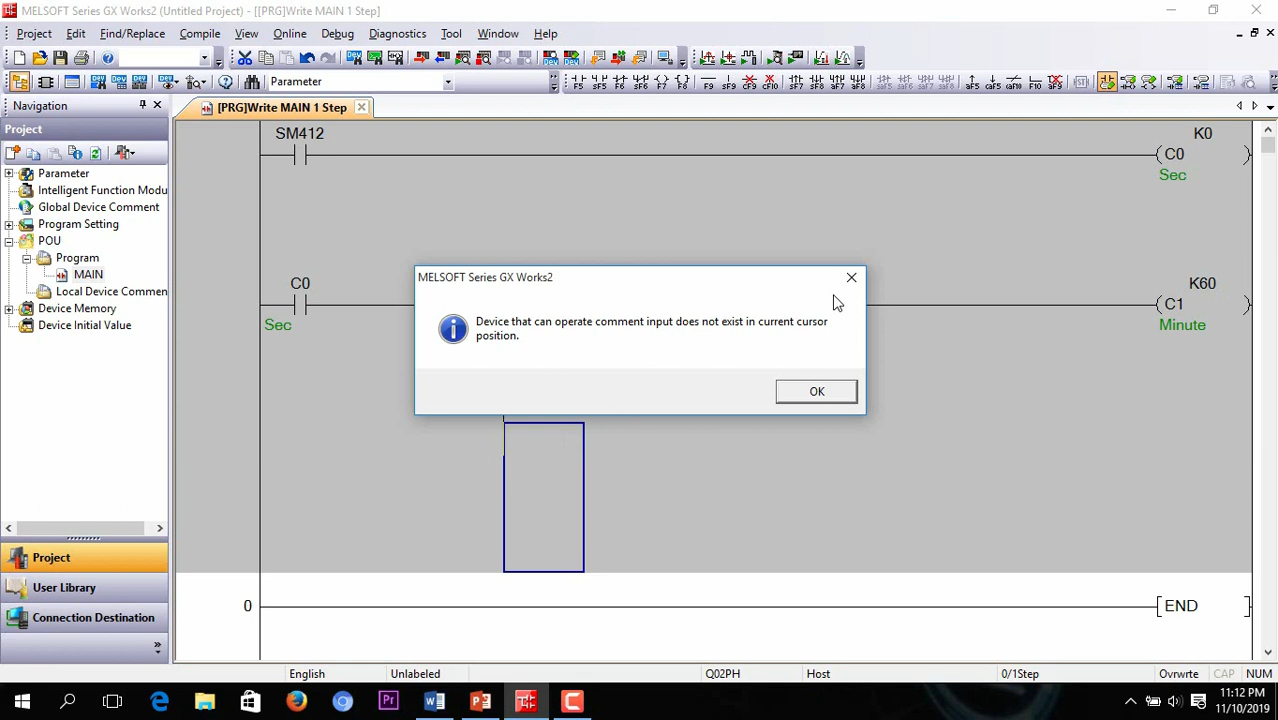 MELSOFT Series GX Works2 (Untitled Project) - [[PRG]Write MAIN 1 Step]
Project Edit Find/Replace Compile View Online Debug Diagnostics Tool Window Help
Parameter
Navigation
[PRG]Write MAIN 1 Step
Project
Parameter
Intelligent Function Modu
Global Device Comment
Program Setting
POU
Program
MAIN
Local Device Commen
Device Memory
Device Initial Value
Project
User Library
Connection Destination
SM412
K0
C0
Sec
C0
K60
Sec
C1
Minute
MELSOFT Series GX Works2
Device that can operate comment input does not exist in current cursor
position.
OK
0
END
English Unlabeled Q02PH Host 0/1Step Ovrwrte CAP NUM
11:12 PM
11/10/2019